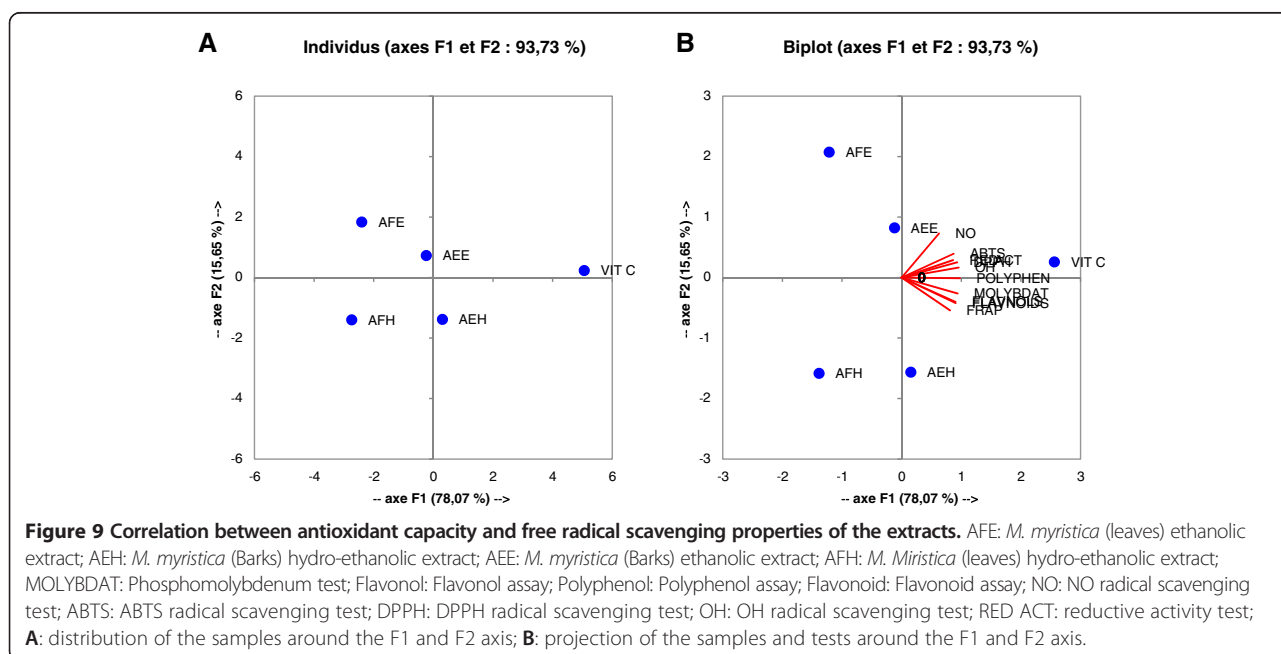 A
Individus (axes F1 et F2 : 93,73 %)
6
4
2
0
-2
-4
-6
-6
-4
-2
0
2
4
6
-- axe F2 (15,65 %) -->
-- axe F1 (78,07 %) -->
AFE
AEE
VIT C
AFH
AEH
B
Biplot (axes F1 et F2 : 93,73 %)
3
2
1
0
-1
-2
-3
-3
-2
-1
0
1
2
3
-- axe F2 (15,65 %) -->
-- axe F1 (78,07 %) -->
AFE
AEE
NO
ABTS
OH
VIT C
POLYPHEN
MOLYBDAT
FRAP
AFH
AEH
Figure 9 Correlation between antioxidant capacity and free radical scavenging properties of the extracts. AFE: M. myristica (leaves) ethanolic
extract; AEH: M. myristica (Barks) hydro-ethanolic extract; AEE: M. myristica (Barks) ethanolic extract; AFH: M. Miristica (leaves) hydro-ethanolic extract;
MOLYBDAT: Phosphomolybdenum test; Flavonol: Flavonol assay; Polyphenol: Polyphenol assay; Flavonoid: Flavonoid assay; NO: NO radical scavenging
test; ABTS: ABTS radical scavenging test; DPPH: DPPH radical scavenging test; OH: OH radical scavenging test; RED ACT: reductive activity test;
A: distribution of the samples around the F1 and F2 axis; B: projection of the samples and tests around the F1 and F2 axis.